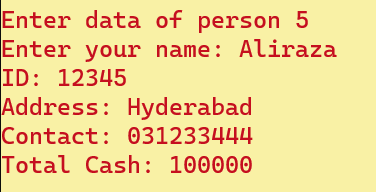 Enter data of person 5
Enter your name: Aliraza
ID: 12345
Address: Hyderabad
Contact: 031233444
Total Cash: 100000